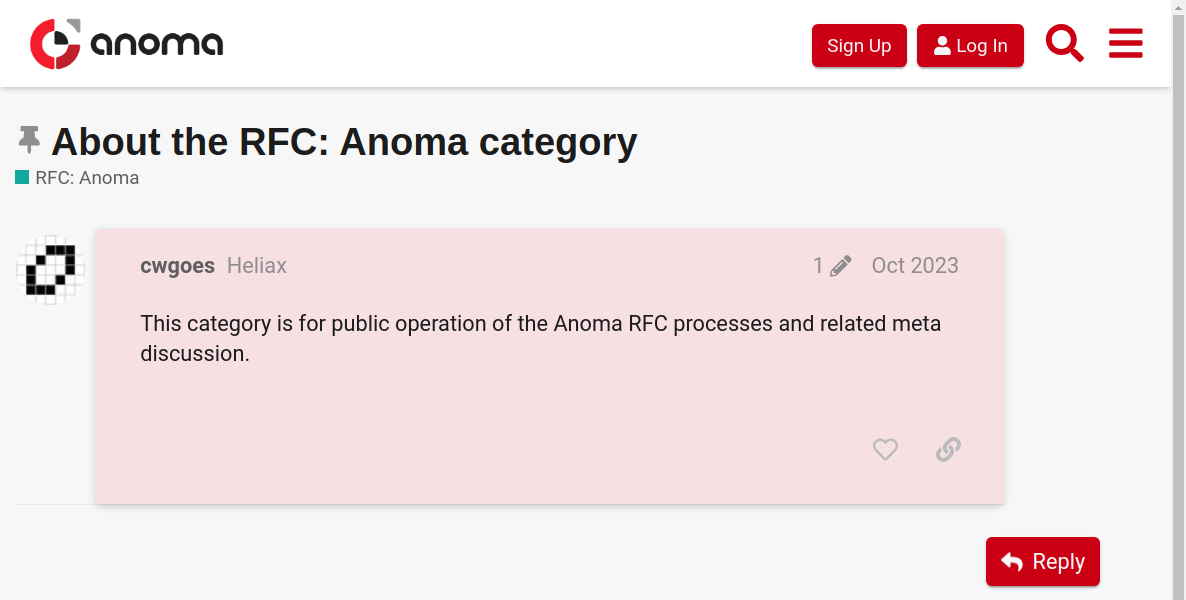 anoma
Sign Up
Log In
About the RFC: Anoma category
RFC: Anoma
cwgoes Heliax 1 Oct 2023
This category is for public operation of the Anoma RFC processes and related meta
discussion.
Reply